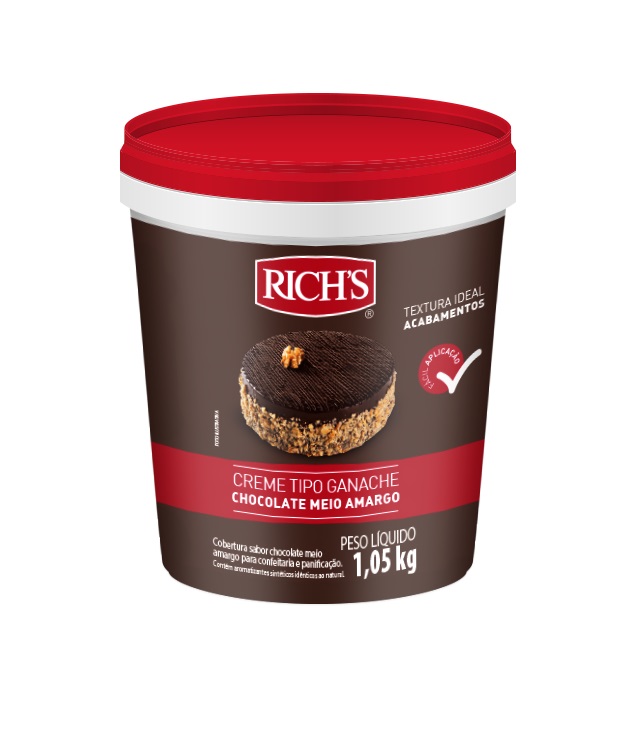 RICH'S
®
TEXTURA IDEAL
ACABAMENTOS
FÁCIL APLICAÇÃO
CREME TIPO GANACHE
CHOCOLATE MEIO AMARGO
Cobertura sabor chocolate meio
amargo para confeitaria e panificação.
Contém aromatizantes sintéticos idênticos ao natural.
PESO LÍQUIDO
1,05 kg